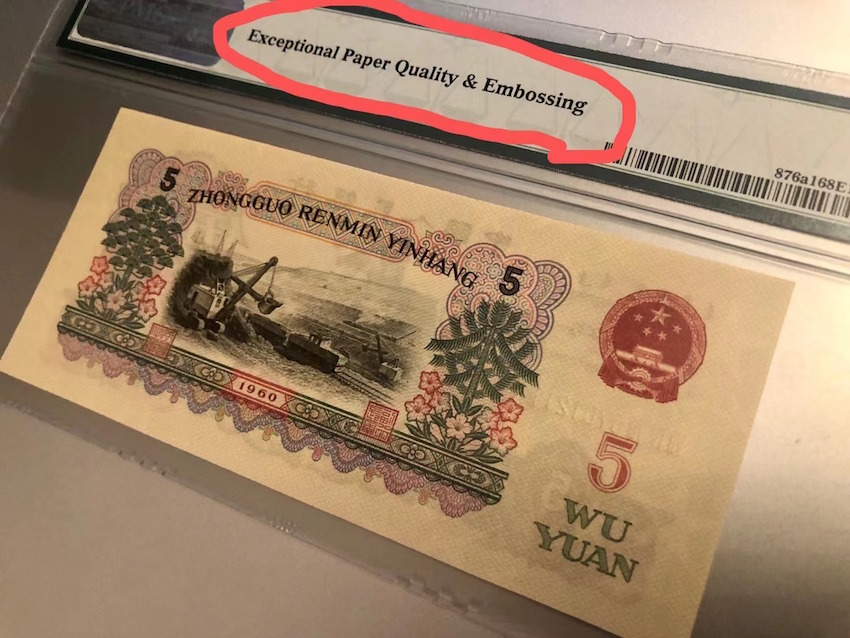 Exceptional Paper Quality & Embossing
876a168E
5
ZHONGGUO RENMIN YINHANG
5
1960
5
WU
YUAN